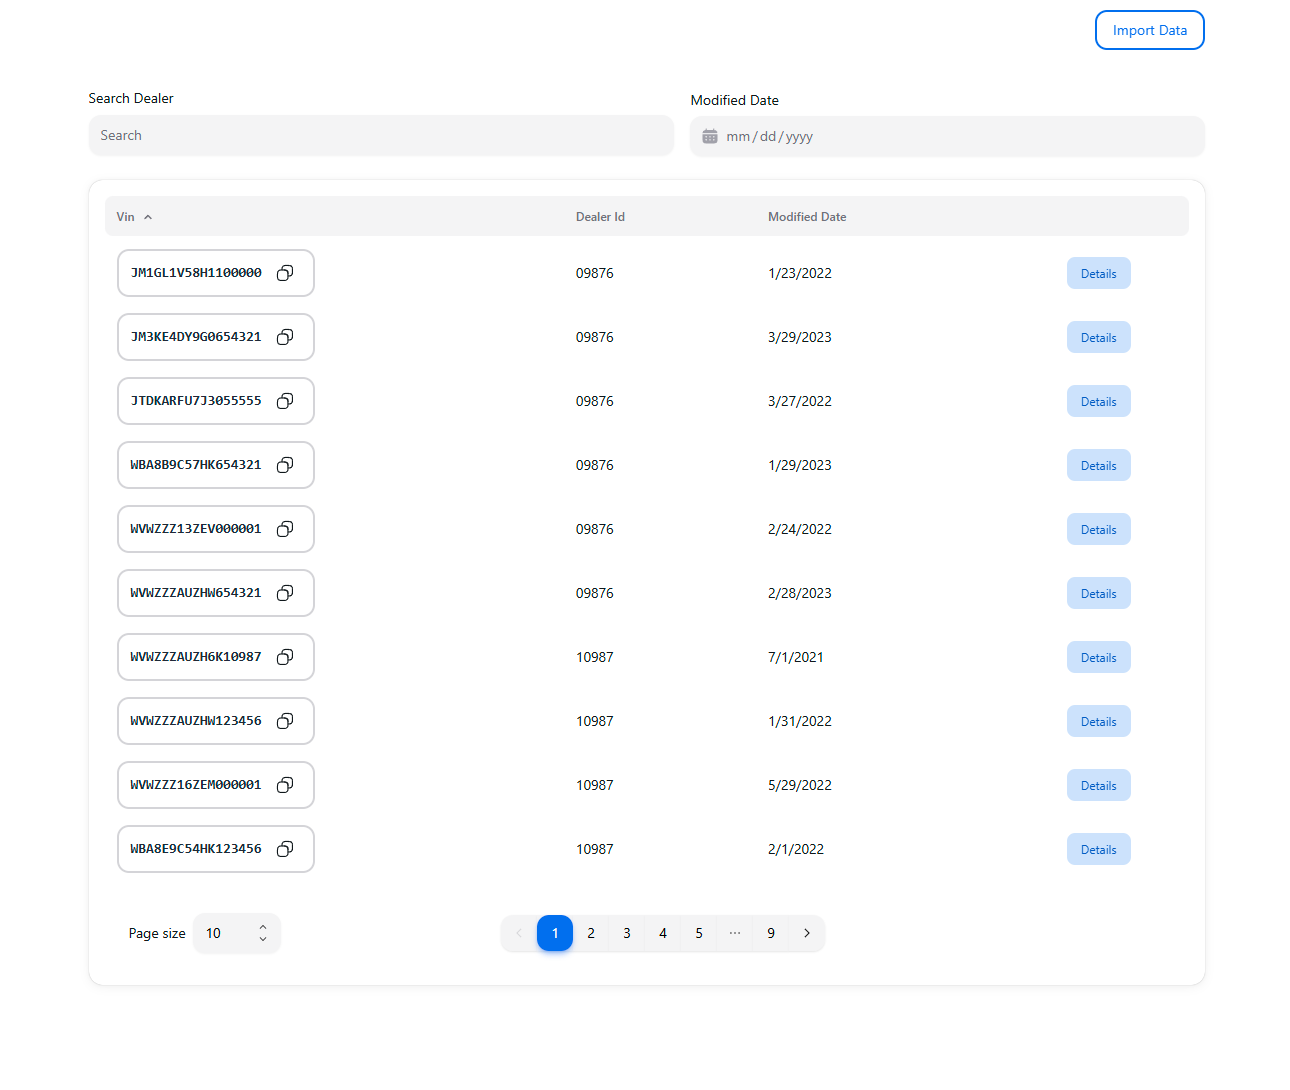 Import Data
Search Dealer
Modified Date
Search
mm/dd/yyyy
Vin Dealer Id Modified Date
JM1GL1V58H1100000 09876 1/23/2022 Details
JM3KE4DY9G0654321 09876 3/29/2023 Details
JTDKARFU7J3055555 09876 3/27/2022 Details
WBA8B9C57HK654321 09876 1/29/2023 Details
WVWZZZ13ZEV000001 09876 2/24/2022 Details
WVWZZZAUZHW654321 09876 2/28/2023 Details
WVWZZZAUZH6K10987 10987 7/1/2021 Details
WVWZZZAUZHW123456 10987 1/31/2022 Details
WVWZZZ16ZEM000001 10987 5/29/2022 Details
WBA8E9C54HK123456 10987 2/1/2022 Details
Page size 10 1 2 3 4 5 ... 9